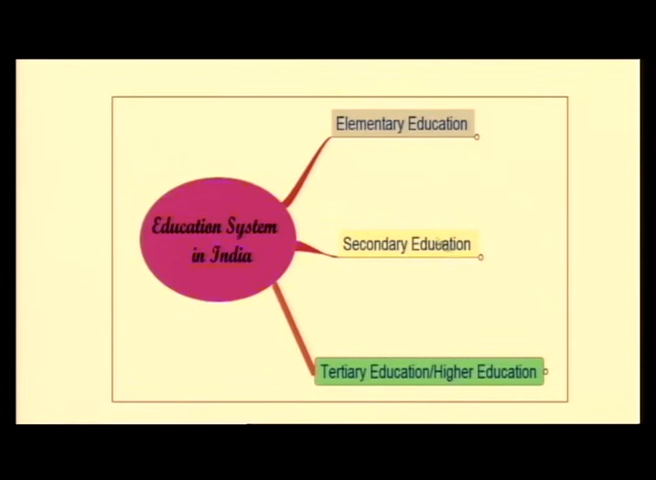 Education System
in India
Elementary Education
Secondary Education
Tertiary Education/Higher Education